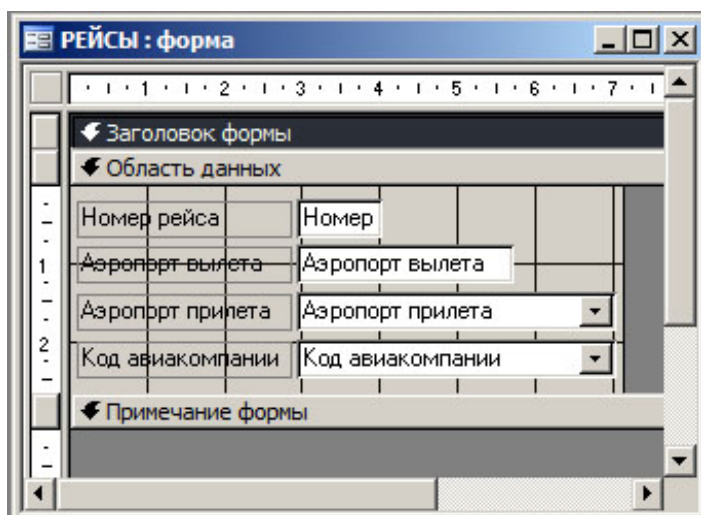 РЕЙСЫ : форма
1 2 3 4 5 6 7
Заголовок формы
Область данных
Номер рейса Номер
1
Аэропорт вылета Аэропорт вылета
Аэропорт прилета Аэропорт прилета
2
Код авиакомпании Код авиакомпании
Примечание формы